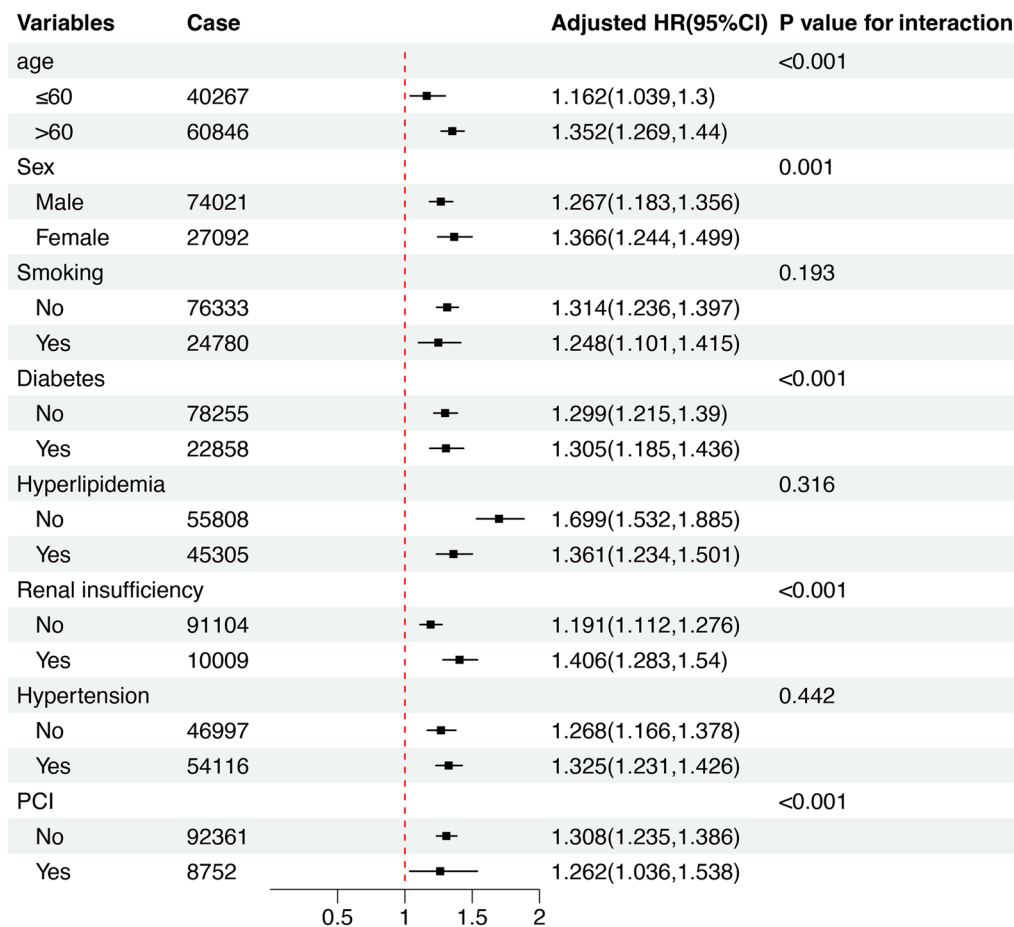 Variables Case Adjusted HR(95%CI) P value for interaction
age <0.001
≤60 40267 1.162(1.039,1.3)
>60 60846 1.352(1.269,1.44)
Sex 0.001
Male 74021 1.267(1.183,1.356)
Female 27092 1.366(1.244,1.499)
Smoking 0.193
No 76333 1.314(1.236,1.397)
Yes 24780 1.248(1.101,1.415)
Diabetes <0.001
No 78255 1.299(1.215,1.39)
Yes 22858 1.305(1.185,1.436)
Hyperlipidemia 0.316
No 55808 1.699(1.532,1.885)
Yes 45305 1.361(1.234,1.501)
Renal insufficiency <0.001
No 91104 1.191(1.112,1.276)
Yes 10009 1.406(1.283,1.54)
Hypertension 0.442
No 46997 1.268(1.166,1.378)
Yes 54116 1.325(1.231,1.426)
PCI <0.001
No 92361 1.308(1.235,1.386)
Yes 8752 1.262(1.036,1.538)
0.5 1 1.5 2